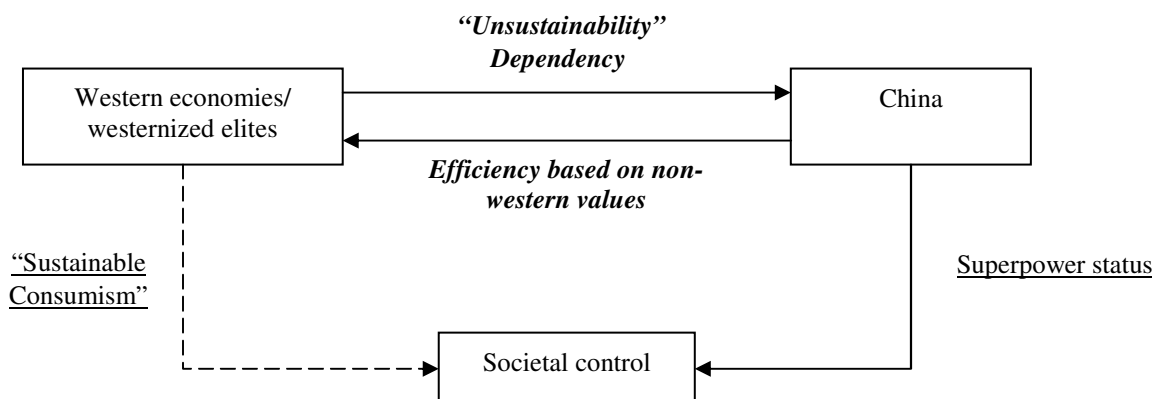 “Unsustainability”
Dependency
Western economies/
westernized elites
China
Efficiency based on non-
western values
“Sustainable
Consumism”
Superpower status
Societal control